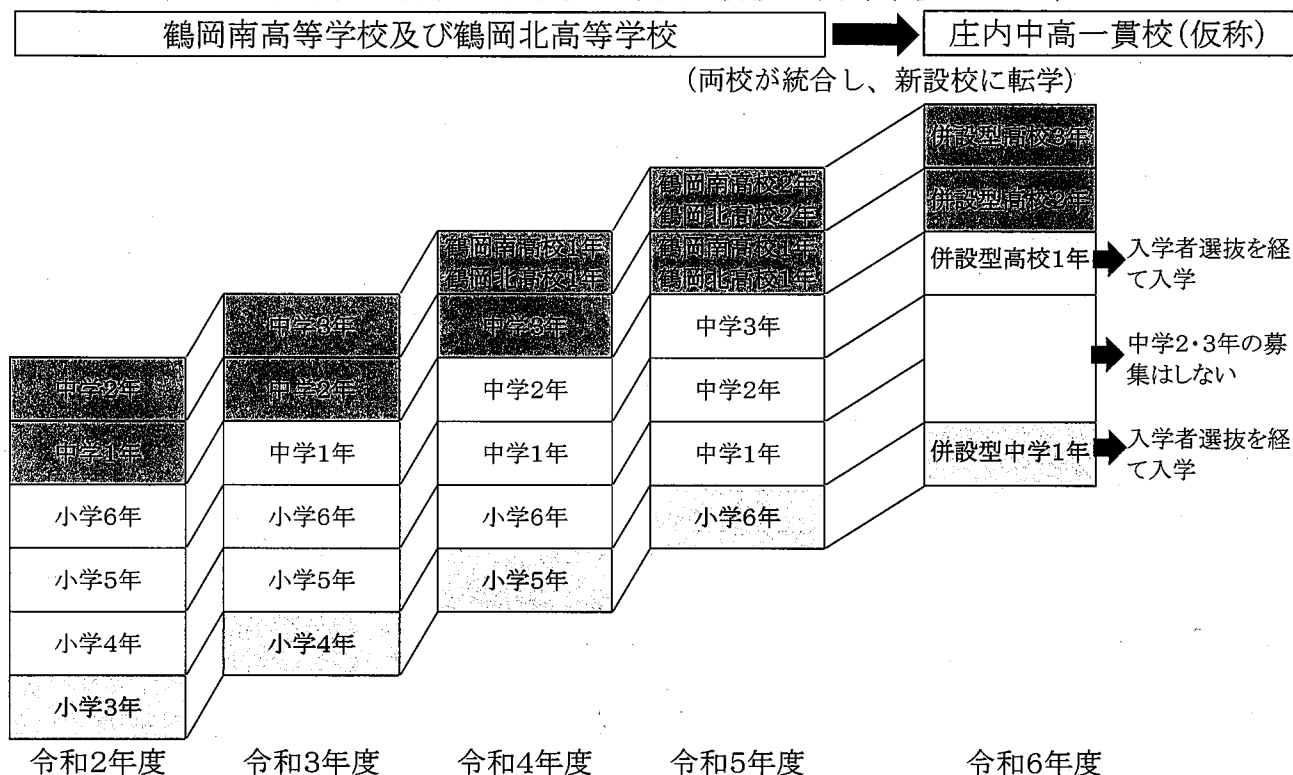 鶴岡南高等学校及び鶴岡北高等学校
庄内中高一貫校(仮称)
(両校が統合し、新設校に転学)
中学2年
中学1年
小学6年
小学5年
小学4年
小学3年
令和2年度
中学3年
中学2年
中学1年
小学6年
小学5年
小学4年
令和3年度
鶴岡南高校1年
鶴岡北高校1年
中学3年
中学2年
中学1年
小学6年
小学5年
令和4年度
鶴岡南高校2年
鶴岡北高校2年
鶴岡南高校1年
鶴岡北高校1年
中学3年
中学2年
中学1年
小学6年
令和5年度
併設型高校3年
併設型高校2年
併設型高校1年
入学者選抜を経
て入学
中学2・3年の募
集はしない
併設型中学1年
入学者選抜を経
て入学
令和6年度